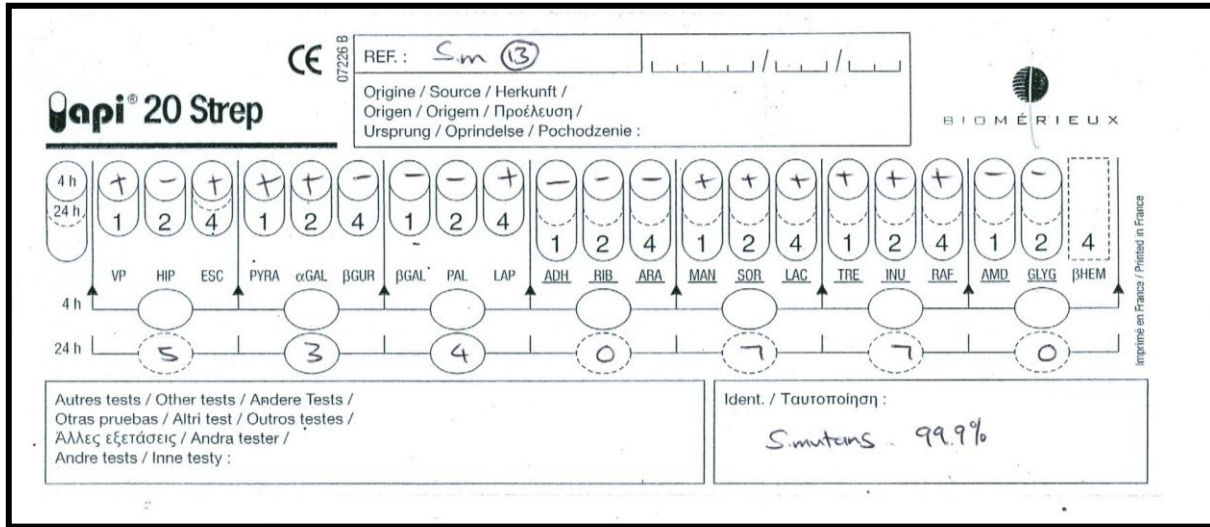 07226 B
CE
REF. : S.m (13)
api® 20 Strep
Origine / Source / Herkunft /
Origen / Origem / Προέλευση /
Ursprung / Oprindelse / Pochodzenie :
BIOMÉRIEUX
4 h + - + + + - - - + - - - + + + + + + - -
24 h
1 2 4 1 2 4 1 2 4 1 2 4 1 2 4 1 2 4 1 2 4
VP HIP ESC PYRA αGAL βGUR βGAL PAL LAP ADH RIB ARA MAN SOR LAC TRE INU RAF AMD GLYG βHEM
4 h
24 h 5 3 4 0 7 7 0
Imprimé en France / Printed in France
Autres tests / Other tests / Andere Tests /
Otras pruebas / Altri test / Outros testes /
Άλλες εξετάσεις / Andra tester /
Andre tests / Inne testy :
Ident. / Ταυτοποίηση :
S.mutans. 99.9%